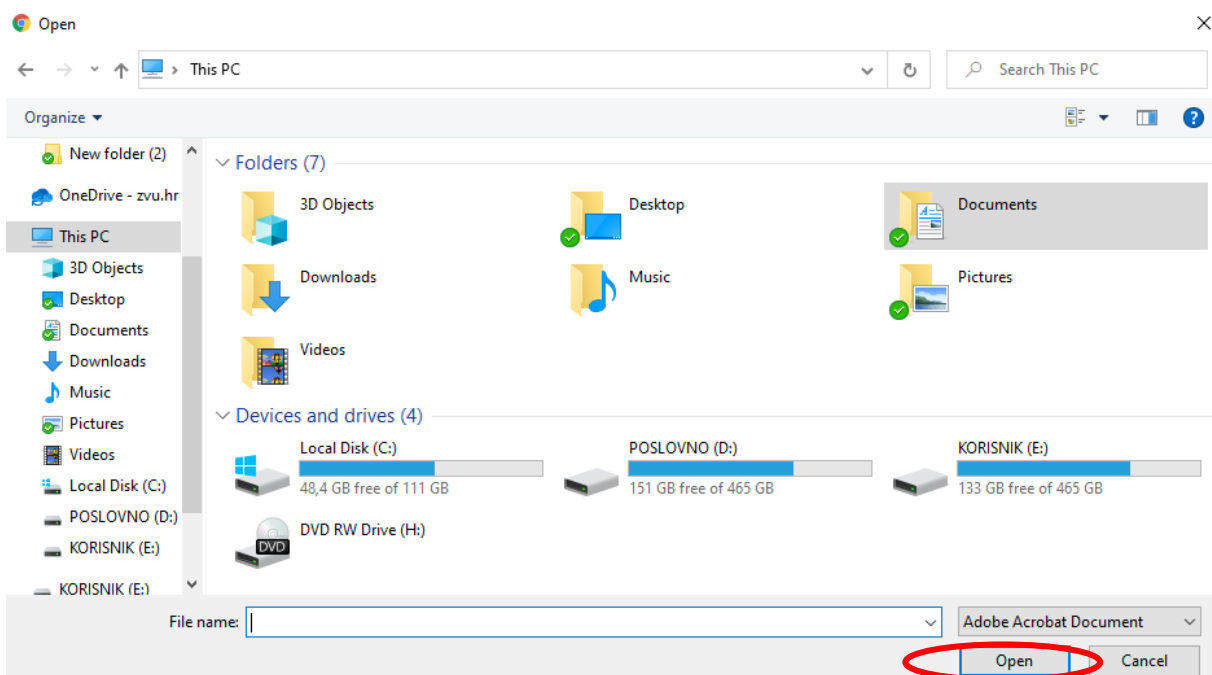 Open
This PC
Search This PC
Organize
New folder (2)
OneDrive - zvu.hr
This PC
3D Objects
Desktop
Documents
Downloads
Music
Pictures
Videos
Local Disk (C:)
POSLOVNO (D:)
KORISNIK (E:)
KORISNIK (E:)
Folders (7)
3D Objects
Desktop
Documents
Downloads
Music
Pictures
Videos
Devices and drives (4)
Local Disk (C:)
48,4 GB free of 111 GB
POSLOVNO (D:)
151 GB free of 465 GB
KORISNIK (E:)
133 GB free of 465 GB
DVD RW Drive (H:)
DVD
File name:
Adobe Acrobat Document
Open
Cancel